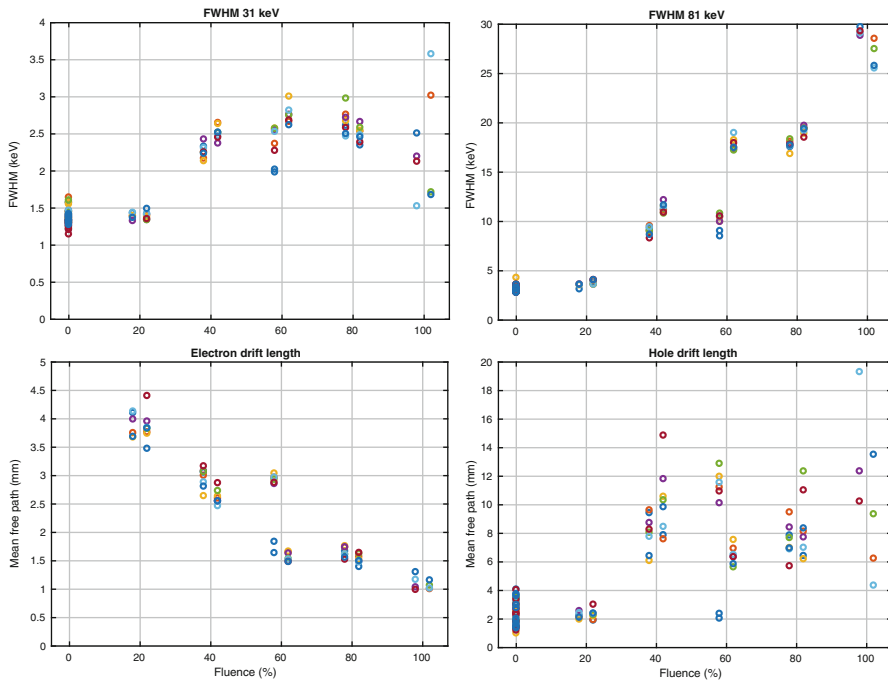 FWHM 31 keV
FWHM (keV)
4
3.5
3
2.5
2
1.5
1
0.5
0
0 20 40 60 80 100
FWHM 81 keV
FWHM (keV)
30
25
20
15
10
5
0
0 20 40 60 80 100
Electron drift length
Mean free path (mm)
5
4.5
4
3.5
3
2.5
2
1.5
1
0.5
0
0 20 40 60 80 100
Fluence (%)
Hole drift length
Mean free path (mm)
20
18
16
14
12
10
8
6
4
2
0
0 20 40 60 80 100
Fluence (%)